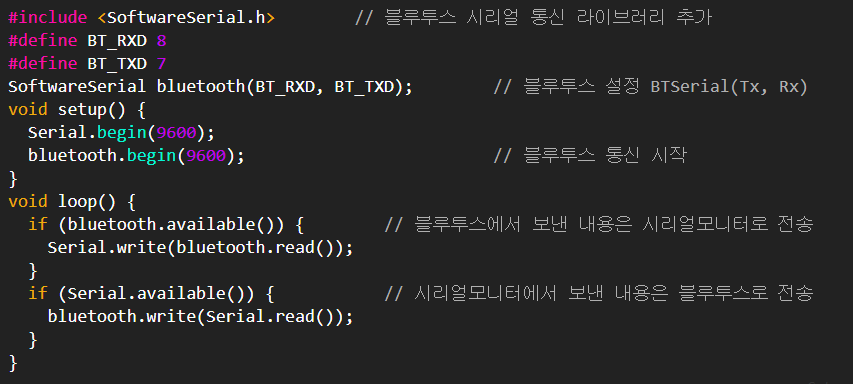 #include <SoftwareSerial.h>        // 블루투스 시리얼 통신 라이브러리 추가
#define BT_RXD 8
#define BT_TXD 7
SoftwareSerial bluetooth(BT_RXD, BT_TXD);        // 블루투스 설정 BTSerial(Tx, Rx)
void setup() {
  Serial.begin(9600);
  bluetooth.begin(9600);                         // 블루투스 통신 시작
}
void loop() {
  if (bluetooth.available()) {        // 블루투스에서 보낸 내용은 시리얼모니터로 전송
    Serial.write(bluetooth.read());
  }
  if (Serial.available()) {           // 시리얼모니터에서 보낸 내용은 블루투스로 전송
    bluetooth.write(Serial.read());
  }
}